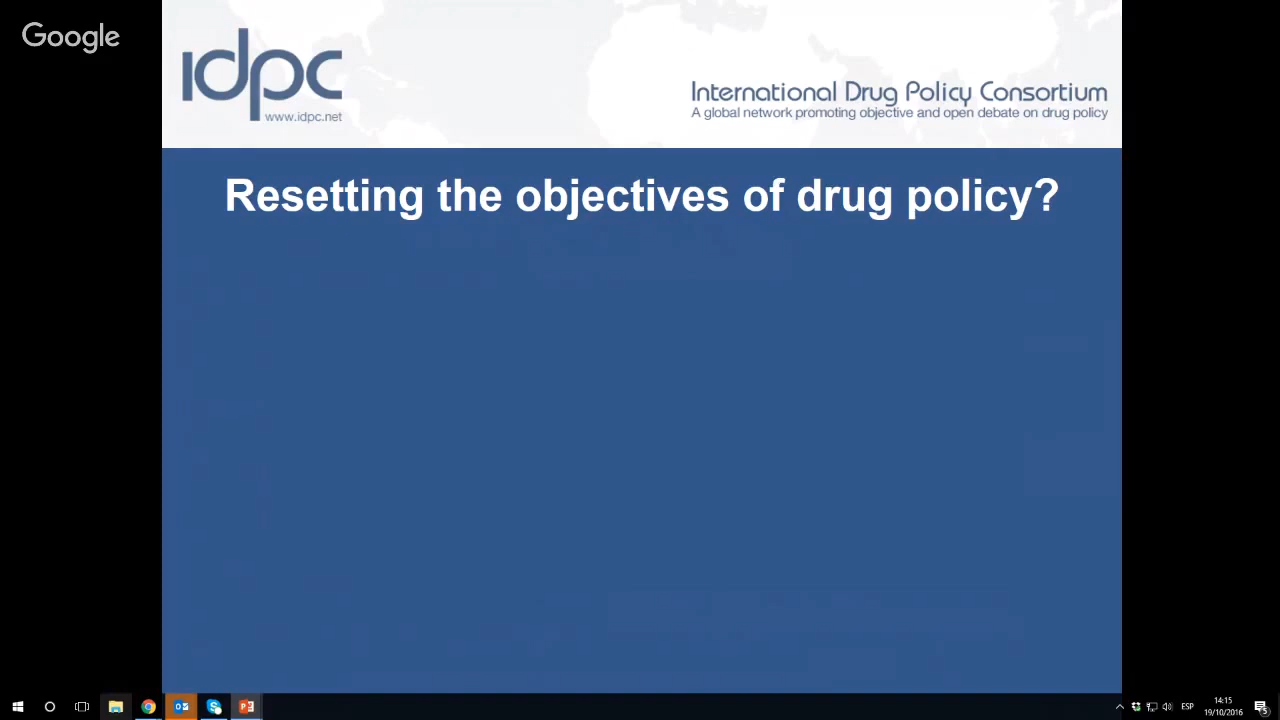 Google
idpc
www.idpc.net
International Drug Policy Consortium
A global network promoting objective and open debate on drug policy
Resetting the objectives of drug policy?
ESP
14:15
19/10/2016
5